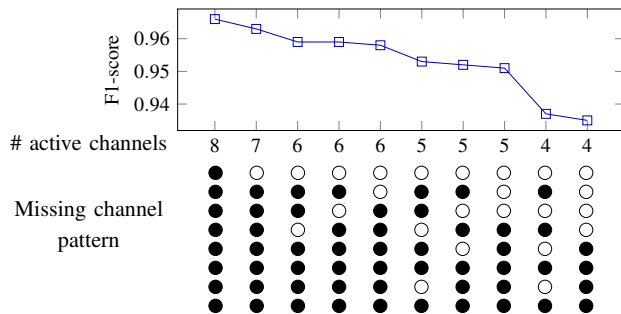 0.96
0.95
0.94
F1-score
# active channels 8 7 6 6 6 5 5 5 4 4
Missing channel
pattern